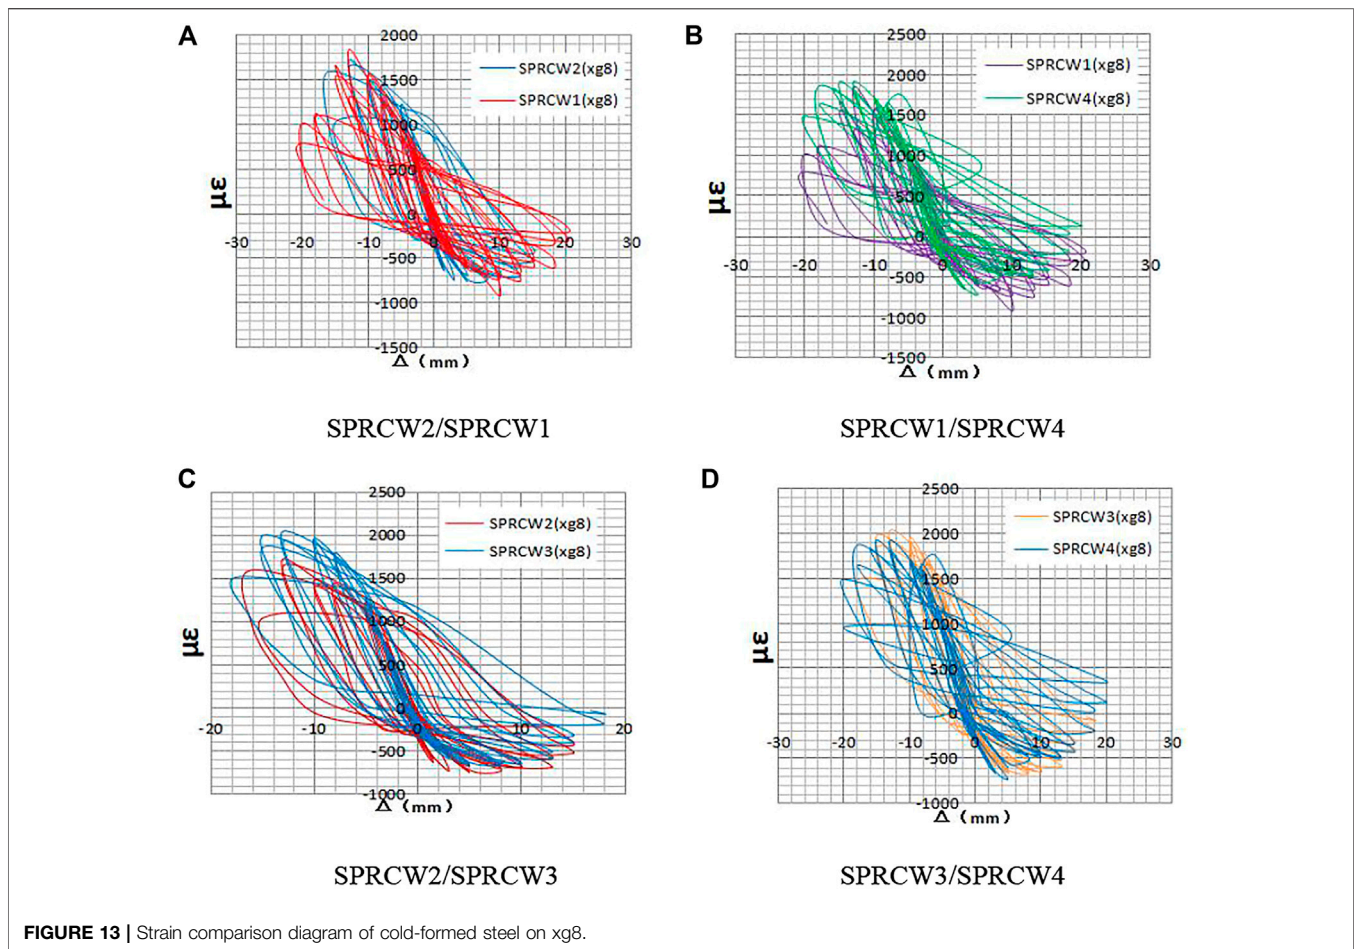 A
2000
1500
1000
500
0
-500
-1000
-1500
-30
-20
-10
0
10
20
30
SPRCW2(xg8)
SPRCW1(xg8)
με
Δ（mm）
SPRCW2/SPRCW1
B
2500
2000
1500
1000
500
0
-500
-1000
-1500
-30
-20
-10
0
10
20
30
SPRCW1(xg8)
SPRCW4(xg8)
με
Δ（mm）
SPRCW1/SPRCW4
C
2500
2000
1500
1000
500
0
-500
-1000
-20
-10
0
10
20
SPRCW2(xg8)
SPRCW3(xg8)
με
Δ（mm）
SPRCW2/SPRCW3
D
2500
2000
1500
1000
500
0
-500
-1000
-30
-20
-10
0
10
20
30
SPRCW3(xg8)
SPRCW4(xg8)
με
Δ（mm）
SPRCW3/SPRCW4
FIGURE 13 | Strain comparison diagram of cold-formed steel on xg8.